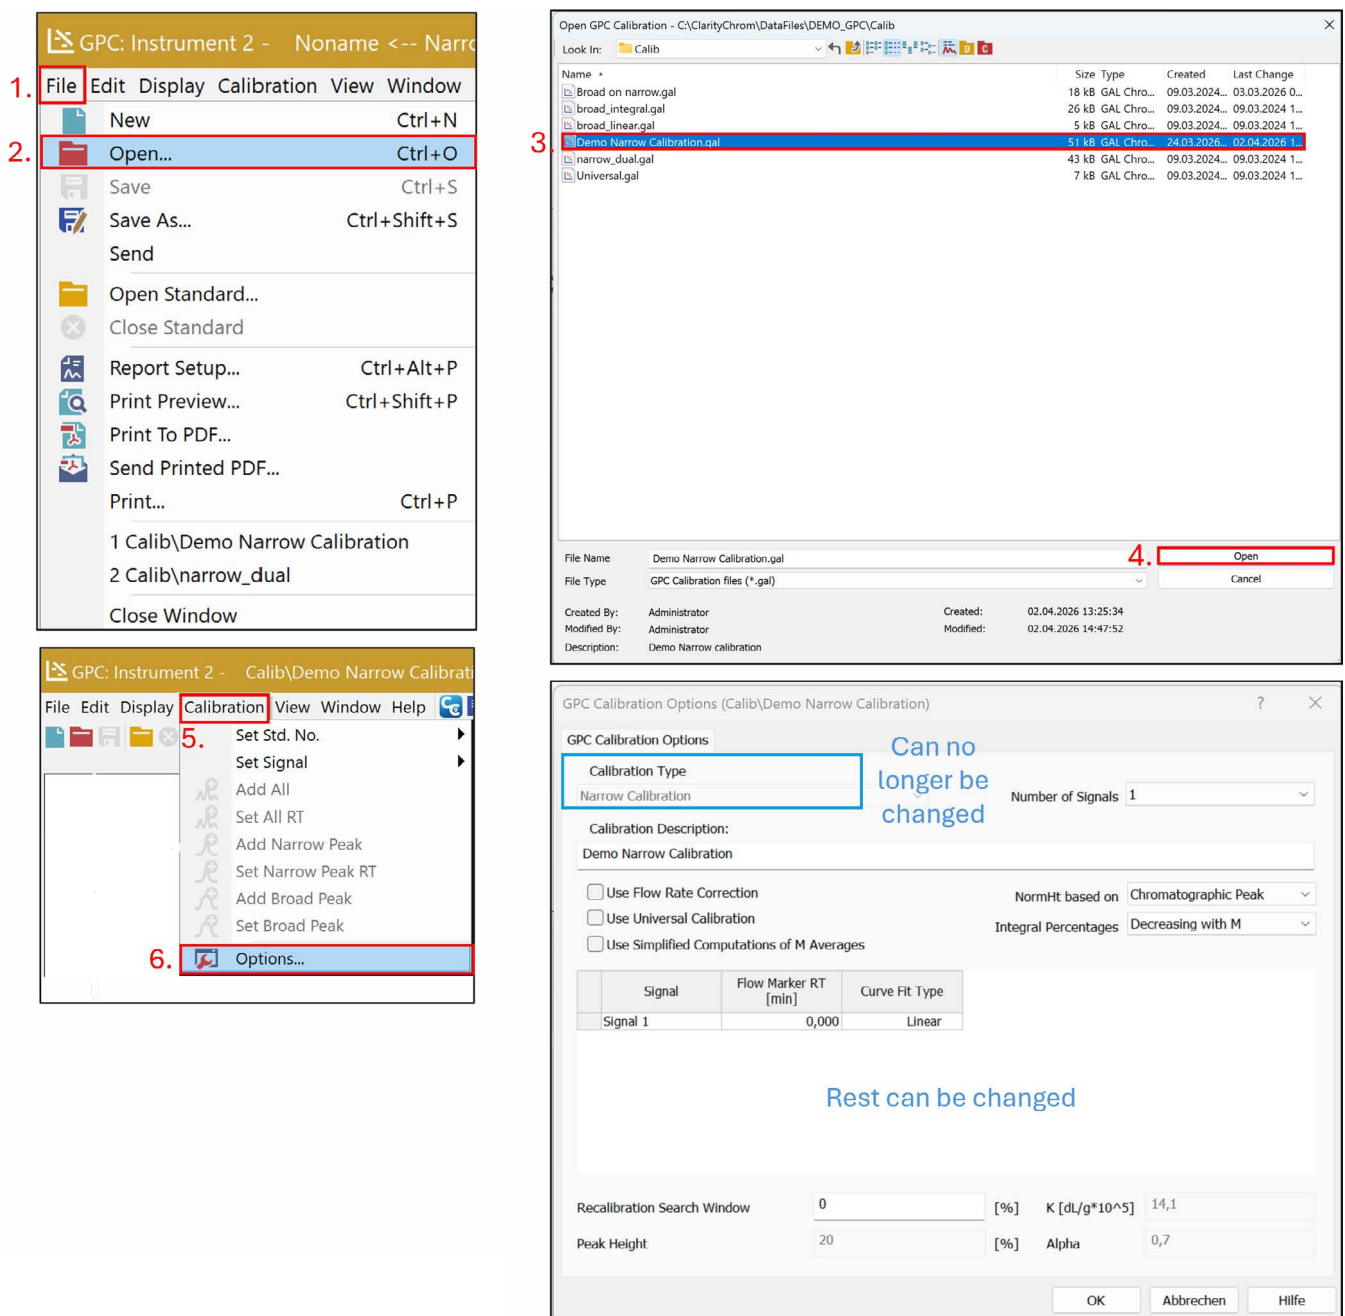 GPC: Instrument 2 - Noname <-- Narro
1. File Edit Display Calibration View Window
New Ctrl+N
2. Open... Ctrl+O
Save Ctrl+S
Save As... Ctrl+Shift+S
Send
Open Standard...
Close Standard
Report Setup... Ctrl+Alt+P
Print Preview... Ctrl+Shift+P
Print To PDF...
Send Printed PDF...
Print... Ctrl+P
1 Calib\Demo Narrow Calibration
2 Calib\narrow_dual
Close Window
Open GPC Calibration - C:\ClarityChrom\DataFiles\DEMO_GPC\Calib
Look In: Calib
Name Size Type Created Last Change
Broad on narrow.gal 18 kB GAL Chro... 09.03.2024... 03.03.2026 0...
broad_integral.gal 26 kB GAL Chro... 09.03.2024... 09.03.2024 1...
broad_linear.gal 5 kB GAL Chro... 09.03.2024... 09.03.2024 1...
3. Demo Narrow Calibration.gal 51 kB GAL Chro... 24.03.2026... 02.04.2026 1...
narrow_dual.gal 43 kB GAL Chro... 09.03.2024... 09.03.2024 1...
Universal.gal 7 kB GAL Chro... 09.03.2024... 09.03.2024 1...
File Name Demo Narrow Calibration.gal 4. Open
File Type GPC Calibration files (*.gal) Cancel
Created By: Administrator Created: 02.04.2026 13:25:34
Modified By: Administrator Modified: 02.04.2026 14:47:52
Description: Demo Narrow calibration
GPC: Instrument 2 - Calib\Demo Narrow Calibrati
File Edit Display Calibration View Window Help
5. Set Std. No.
Set Signal
Add All
Set All RT
Add Narrow Peak
Set Narrow Peak RT
Add Broad Peak
Set Broad Peak
6. Options...
GPC Calibration Options (Calib\Demo Narrow Calibration) ?
GPC Calibration Options
Calibration Type
Narrow Calibration
Can no
longer be
changed
Number of Signals 1
Calibration Description:
Demo Narrow Calibration
Use Flow Rate Correction
NormHt based on Chromatographic Peak
Use Universal Calibration
Integral Percentages Decreasing with M
Use Simplified Computations of M Averages
Signal Flow Marker RT [min] Curve Fit Type
Signal 1 0,000 Linear
Rest can be changed
Recalibration Search Window 0 [%] K [dL/g*10^5] 14,1
Peak Height 20 [%] Alpha 0,7
OK Abbrechen Hilfe